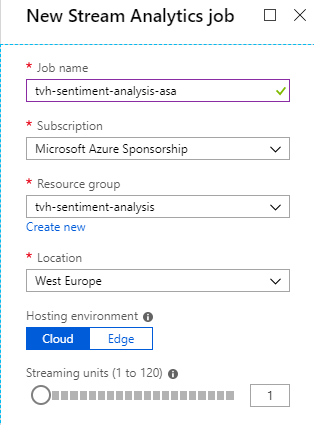 New Stream Analytics job
* Job name
tvh-sentiment-analysis-asa
* Subscription
Microsoft Azure Sponsorship
* Resource group
tvh-sentiment-analysis
Create new
* Location
West Europe
Hosting environment
Cloud Edge
Streaming units (1 to 120)
1